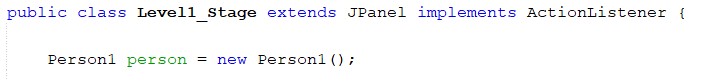 public class Level1_Stage extends JPanel implements ActionListener {
Person1 person = new Person1();